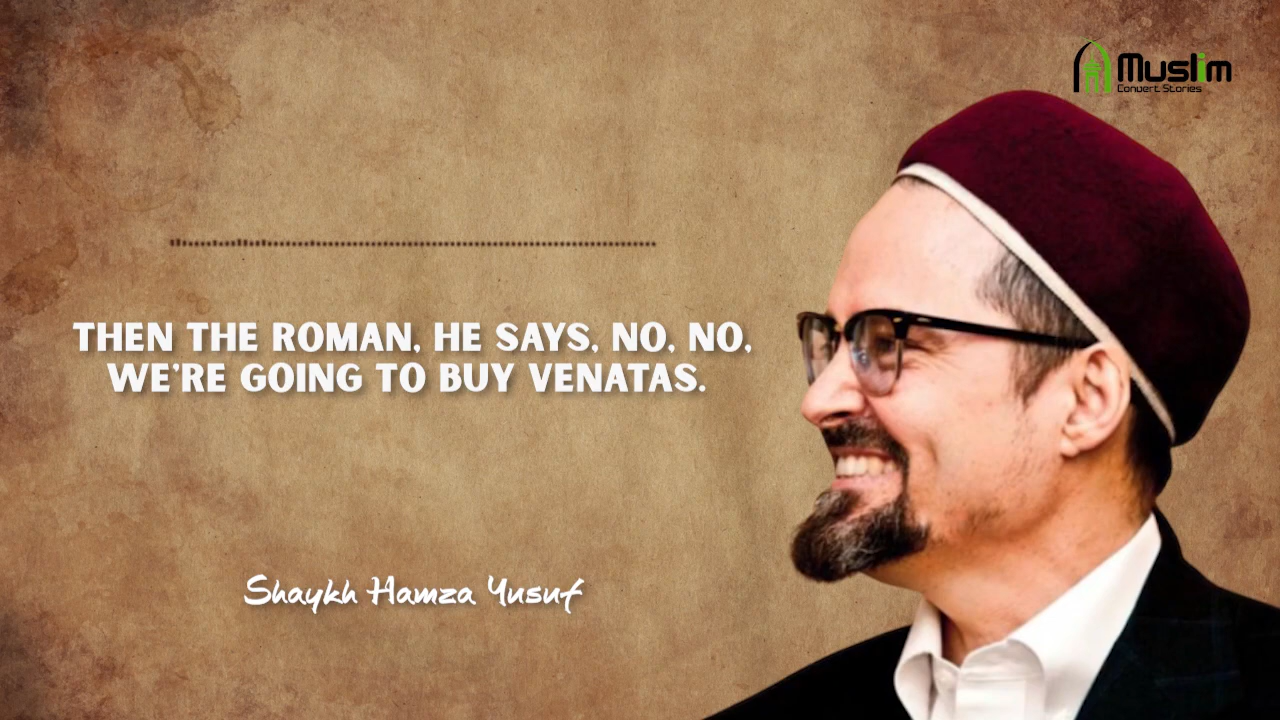 Muslim
Convert Stories
THEN THE ROMAN, HE SAYS, NO, NO,
WE'RE GOING TO BUY VENATAS.
Shaykh Hamza Yusuf